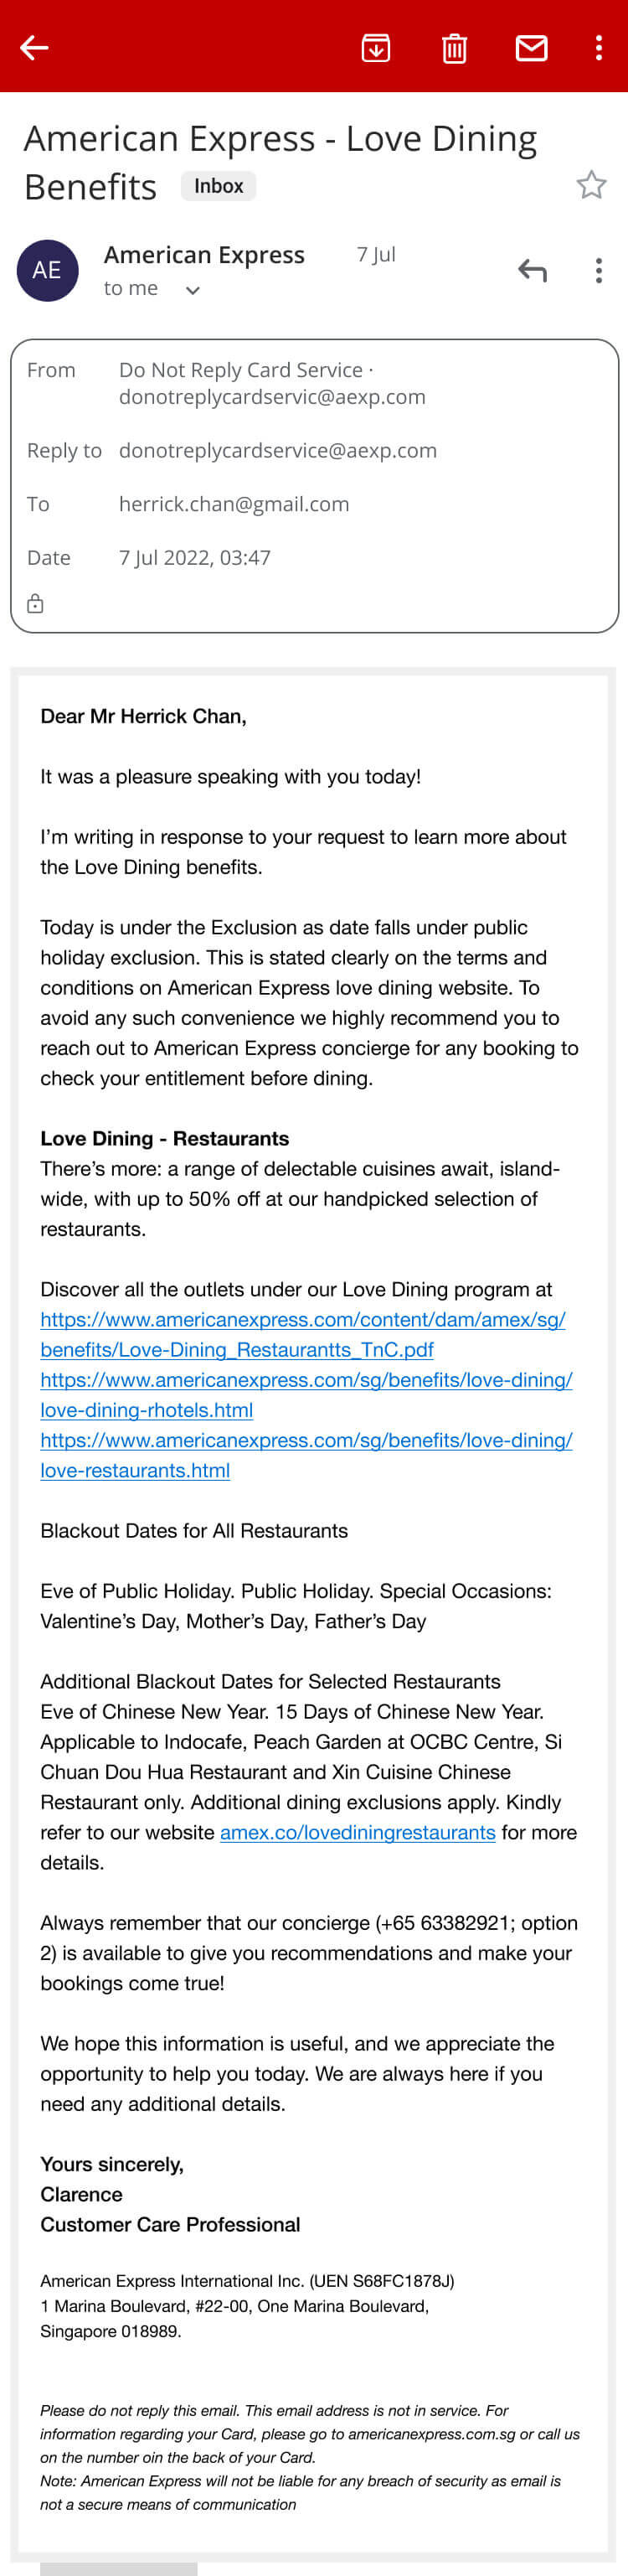 American Express - Love Dining
Benefits Inbox
AE
American Express 7 Jul
to me
From Do Not Reply Card Service ·
donotreplycardservic@aexp.com
Reply to donotreplycardservice@aexp.com
To herrick.chan@gmail.com
Date 7 Jul 2022, 03:47
Dear Mr Herrick Chan,
It was a pleasure speaking with you today!
I’m writing in response to your request to learn more about
the Love Dining benefits.
Today is under the Exclusion as date falls under public
holiday exclusion. This is stated clearly on the terms and
conditions on American Express love dining website. To
avoid any such convenience we highly recommend you to
reach out to American Express concierge for any booking to
check your entitlement before dining.
Love Dining - Restaurants
There’s more: a range of delectable cuisines await, island-
wide, with up to 50% off at our handpicked selection of
restaurants.
Discover all the outlets under our Love Dining program at
https://www.americanexpress.com/content/dam/amex/sg/
benefits/Love-Dining_Restaurantts_TnC.pdf
https://www.americanexpress.com/sg/benefits/love-dining/
love-dining-rhotels.html
https://www.americanexpress.com/sg/benefits/love-dining/
love-restaurants.html
Blackout Dates for All Restaurants
Eve of Public Holiday. Public Holiday. Special Occasions:
Valentine’s Day, Mother’s Day, Father’s Day
Additional Blackout Dates for Selected Restaurants
Eve of Chinese New Year. 15 Days of Chinese New Year.
Applicable to Indocafe, Peach Garden at OCBC Centre, Si
Chuan Dou Hua Restaurant and Xin Cuisine Chinese
Restaurant only. Additional dining exclusions apply. Kindly
refer to our website amex.co/lovediningrestaurants for more
details.
Always remember that our concierge (+65 63382921; option
2) is available to give you recommendations and make your
bookings come true!
We hope this information is useful, and we appreciate the
opportunity to help you today. We are always here if you
need any additional details.
Yours sincerely,
Clarence
Customer Care Professional
American Express International Inc. (UEN S68FC1878J)
1 Marina Boulevard, #22-00, One Marina Boulevard,
Singapore 018989.
Please do not reply this email. This email address is not in service. For
information regarding your Card, please go to americanexpress.com.sg or call us
on the number oin the back of your Card.
Note: American Express will not be liable for any breach of security as email is
not a secure means of communication